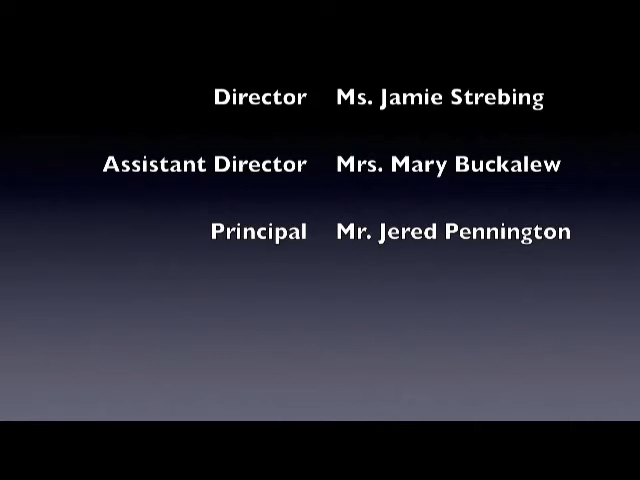 Director Ms. Jamie Strebing
Assistant Director Mrs. Mary Buckalew
Principal Mr. Jered Pennington